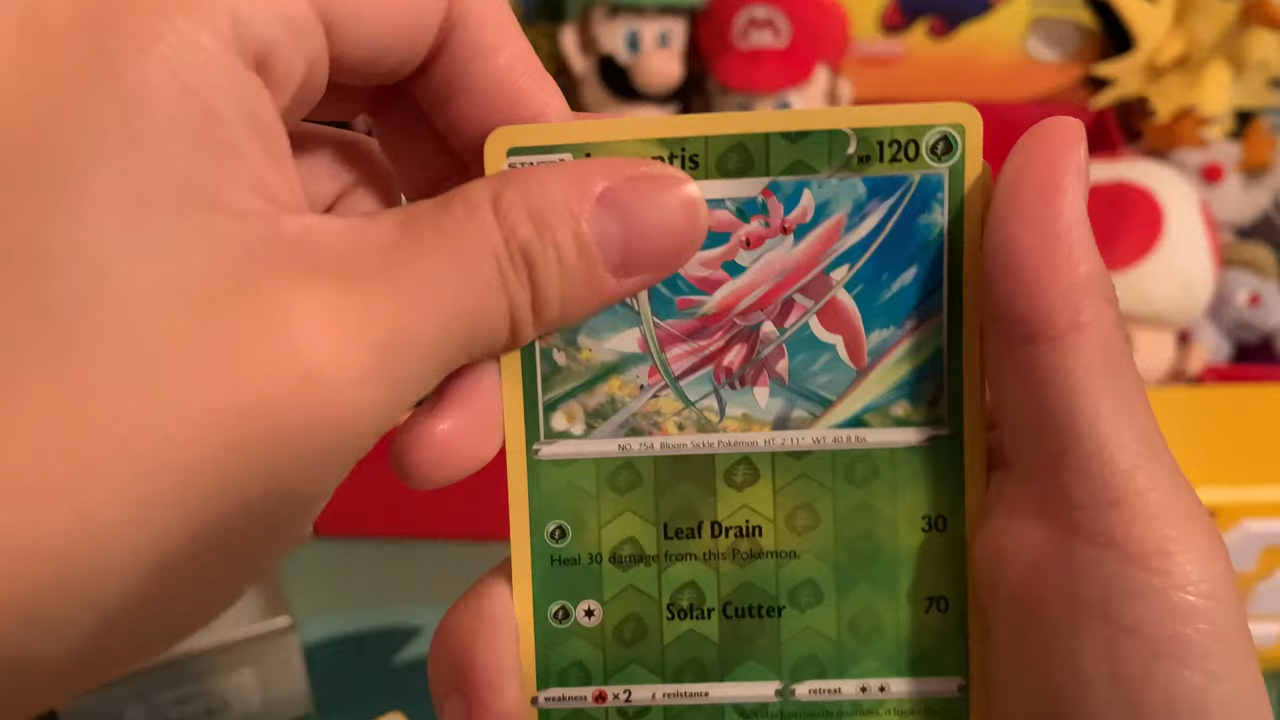 HP 120
NO. 754 Bloom Sickle Pokémon HT 2'11" WT 40.8 lbs.
Leaf Drain 30
Heal 30 damage from this Pokémon.
Solar Cutter 70
weakness ×2 resistance retreat